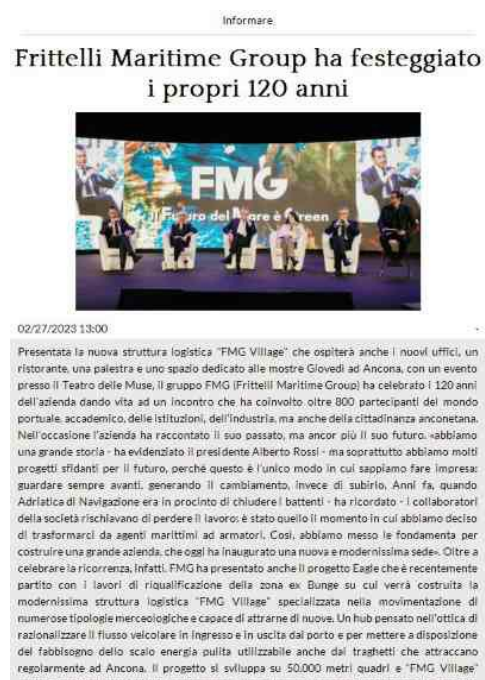 Informare
Frittelli Maritime Group ha festeggiato
i propri 120 anni
FMG
Il Futuro del Mare è Green
02/27/2023 13:00
-
Presentata la nuova struttura logistica "FMG Village" che ospiterà anche i nuovi uffici, un
ristorante, una palestra e uno spazio dedicato alle mostre Giovedì ad Ancona, con un evento
presso il Teatro delle Muse, il gruppo FMG (Frittelli Maritime Group) ha celebrato i 120 anni
dell'azienda dando vita ad un incontro che ha coinvolto oltre 800 partecipanti del mondo
portuale, accademico, delle istituzioni, dell'industria, ma anche della cittadinanza anconetana.
Nell'occasione l'azienda ha raccontato il suo passato, ma ancor più il suo futuro. «abbiamo
una grande storia - ha evidenziato il presidente Alberto Rossi - ma soprattutto abbiamo molti
progetti sfidanti per il futuro, perché questo è l'unico modo in cui sappiamo fare impresa:
guardare sempre avanti, generando il cambiamento, invece di subirlo. Anni fa, quando
Adriatica di Navigazione era in procinto di chiudere i battenti - ha ricordato - i collaboratori
della società rischiavano di perdere il lavoro: è stato quello il momento in cui abbiamo deciso
di trasformarci da agenti marittimi ad armatori. Così, abbiamo messo le fondamenta per
costruire una grande azienda, che oggi ha inaugurato una nuova e modernissima sede». Oltre a
celebrare la ricorrenza, infatti, FMG ha presentato anche il progetto Eagle che è recentemente
partito con i lavori di riqualificazione della zona ex Bunge su cui verrà costruita la
modernissima struttura logistica "FMG Village" specializzata nella movimentazione di
numerose tipologie merceologiche e capace di attrarne di nuove. Un hub pensato nell'ottica di
razionalizzare il flusso veicolare in ingresso e in uscita dal porto e per mettere a disposizione
del fabbisogno dello scalo energia pulita utilizzabile anche dai traghetti che attraccano
regolarmente ad Ancona. Il progetto si sviluppa su 50.000 metri quadri e "FMG Village"